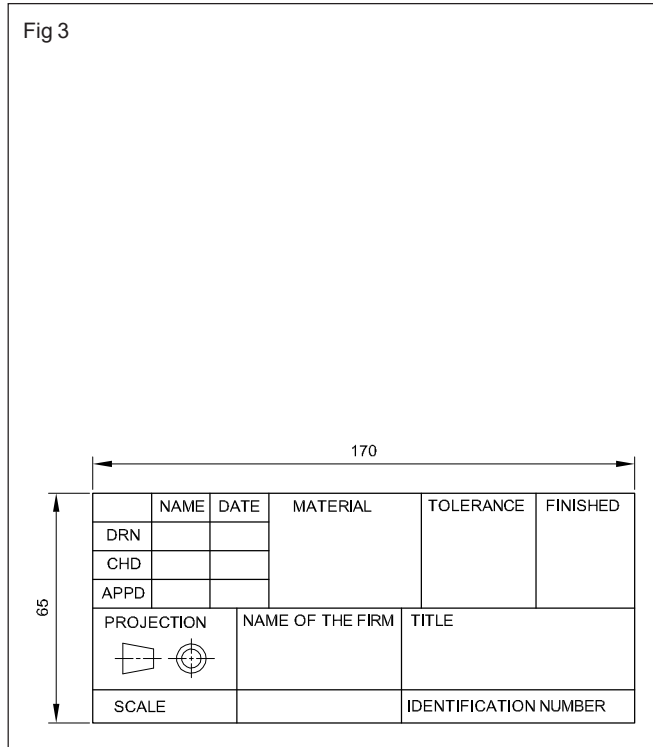 Fig 3
170
65
NAME DATE MATERIAL TOLERANCE FINISHED
DRN
CHD
APPD
PROJECTION NAME OF THE FIRM TITLE
SCALE IDENTIFICATION NUMBER